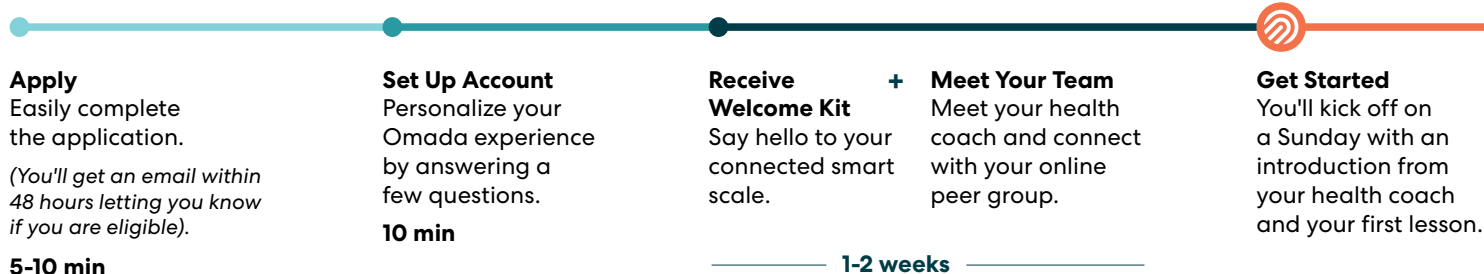 Apply
Easily complete
the application.
(You'll get an email within
48 hours letting you know
if you are eligible).
5-10 min
Set Up Account
Personalize your
Omada experience
by answering a
few questions.
10 min
Receive +
Welcome Kit
Say hello to your
connected smart
scale.
Meet Your Team
Meet your health
coach and connect
with your online
peer group.
1-2 weeks
Get Started
You'll kick off on
a Sunday with an
introduction from
your health coach
and your first lesson.